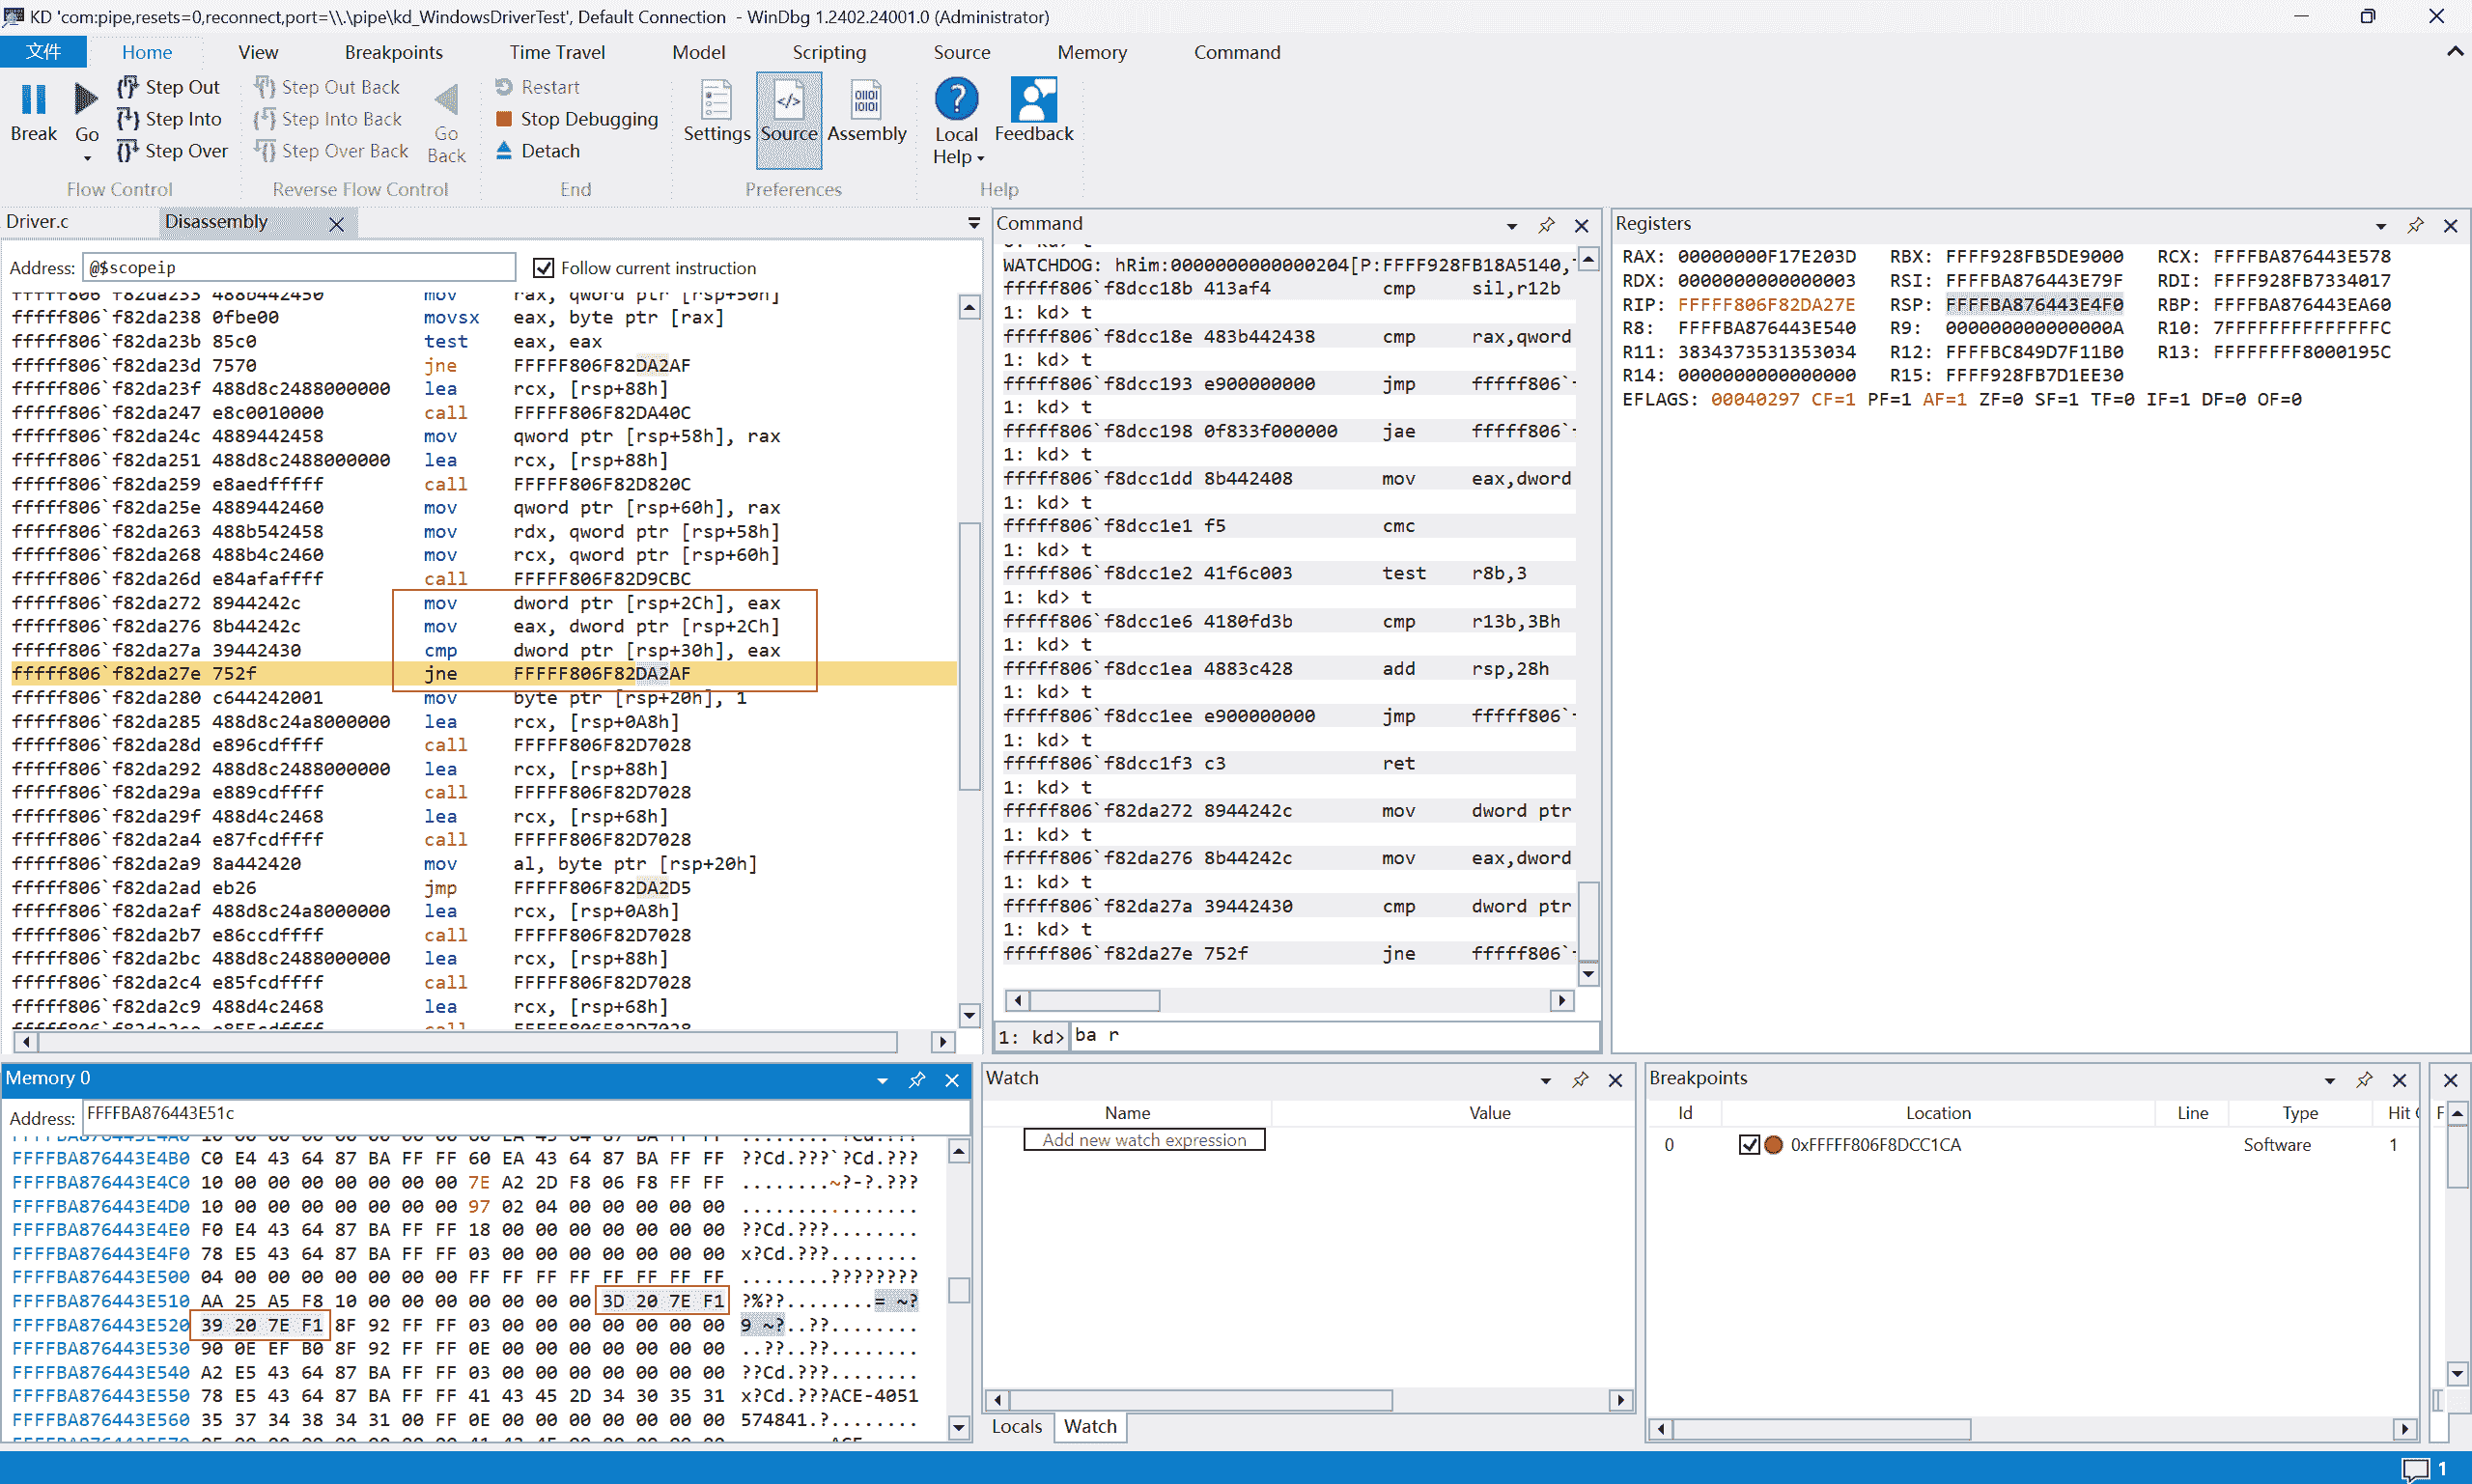 KD 'com:pipe,resets=0,reconnect,port=\\.\pipe\kd_WindowsDriverTest', Default Connection - WinDbg 1.2402.24001.0 (Administrator)
文件 Home View Breakpoints Time Travel Model Scripting Source Memory Command
Break
Go
Step Out
Step Into
Step Over
Flow Control
Step Out Back
Step Into Back
Step Over Back
Go Back
Reverse Flow Control
Restart
Stop Debugging
Detach
End
Settings Source Assembly
Preferences
Local Help
Feedback
Help
Driver.c Disassembly
Address: @$scopeip Follow current instruction
fffff806`f82da233 488b442450 mov rax, qword ptr [rsp+50h]
fffff806`f82da238 0fbe00 movsx eax, byte ptr [rax]
fffff806`f82da23b 85c0 test eax, eax
fffff806`f82da23d 7570 jne FFFFF806F82DA2AF
fffff806`f82da23f 488d8c2488000000 lea rcx, [rsp+88h]
fffff806`f82da247 e8c0010000 call FFFFF806F82DA40C
fffff806`f82da24c 4889442458 mov qword ptr [rsp+58h], rax
fffff806`f82da251 488d8c2488000000 lea rcx, [rsp+88h]
fffff806`f82da259 e8aedfffff call FFFFF806F82D820C
fffff806`f82da25e 4889442460 mov qword ptr [rsp+60h], rax
fffff806`f82da263 488b542458 mov rdx, qword ptr [rsp+58h]
fffff806`f82da268 488b4c2460 mov rcx, qword ptr [rsp+60h]
fffff806`f82da26d e84afaffff call FFFFF806F82D9CBC
fffff806`f82da272 8944242c mov dword ptr [rsp+2Ch], eax
fffff806`f82da276 8b44242c mov eax, dword ptr [rsp+2Ch]
fffff806`f82da27a 39442430 cmp dword ptr [rsp+30h], eax
fffff806`f82da27e 752f jne FFFFF806F82DA2AF
fffff806`f82da280 c644242001 mov byte ptr [rsp+20h], 1
fffff806`f82da285 488d8c24a8000000 lea rcx, [rsp+0A8h]
fffff806`f82da28d e896cdffff call FFFFF806F82D7028
fffff806`f82da292 488d8c2488000000 lea rcx, [rsp+88h]
fffff806`f82da29a e889cdffff call FFFFF806F82D7028
fffff806`f82da29f 488d4c2468 lea rcx, [rsp+68h]
fffff806`f82da2a4 e87fcdffff call FFFFF806F82D7028
fffff806`f82da2a9 8a442420 mov al, byte ptr [rsp+20h]
fffff806`f82da2ad eb26 jmp FFFFF806F82DA2D5
fffff806`f82da2af 488d8c24a8000000 lea rcx, [rsp+0A8h]
fffff806`f82da2b7 e86ccdffff call FFFFF806F82D7028
fffff806`f82da2bc 488d8c2488000000 lea rcx, [rsp+88h]
fffff806`f82da2c4 e85fcdffff call FFFFF806F82D7028
fffff806`f82da2c9 488d4c2468 lea rcx, [rsp+68h]
fffff806`f82da2ce e855cdffff call FFFFF806F82D7028
Command
0: kd> t
WATCHDOG: hRim:0000000000000204[P:FFFF928FB18A5140,
fffff806`f8dcc18b 413af4 cmp sil,r12b
1: kd> t
fffff806`f8dcc18e 483b442438 cmp rax,qword
1: kd> t
fffff806`f8dcc193 e900000000 jmp fffff806`
1: kd> t
fffff806`f8dcc198 0f833f000000 jae fffff806`
1: kd> t
fffff806`f8dcc1dd 8b442408 mov eax,dword
1: kd> t
fffff806`f8dcc1e1 f5 cmc
1: kd> t
fffff806`f8dcc1e2 41f6c003 test r8b,3
1: kd> t
fffff806`f8dcc1e6 4180fd3b cmp r13b,3Bh
1: kd> t
fffff806`f8dcc1ea 4883c428 add rsp,28h
1: kd> t
fffff806`f8dcc1ee e900000000 jmp fffff806`
1: kd> t
fffff806`f8dcc1f3 c3 ret
1: kd> t
fffff806`f82da272 8944242c mov dword ptr
1: kd> t
fffff806`f82da276 8b44242c mov eax,dword
1: kd> t
fffff806`f82da27a 39442430 cmp dword ptr
1: kd> t
fffff806`f82da27e 752f jne fffff806`
1: kd> ba r
Registers
RAX: 00000000F17E203D RBX: FFFF928FB5DE9000 RCX: FFFFBA876443E578
RDX: 0000000000000003 RSI: FFFFBA876443E79F RDI: FFFF928FB7334017
RIP: FFFFF806F82DA27E RSP: FFFFBA876443E4F0 RBP: FFFFBA876443EA60
R8: FFFFBA876443E540 R9: 000000000000000A R10: 7FFFFFFFFFFFFFFC
R11: 3834373531353034 R12: FFFFBC849D7F11B0 R13: FFFFFFFF8000195C
R14: 0000000000000000 R15: FFFF928FB7D1EE30
EFLAGS: 00040297 CF=1 PF=1 AF=1 ZF=0 SF=1 TF=0 IF=1 DF=0 OF=0
Memory 0
Address: FFFFBA876443E51c
FFFFBA876443E4B0 C0 E4 43 64 87 BA FF FF 60 EA 43 64 87 BA FF FF ??Cd.???`?Cd.???
FFFFBA876443E4C0 10 00 00 00 00 00 00 00 7E A2 2D F8 06 F8 FF FF ........~?-?.???
FFFFBA876443E4D0 10 00 00 00 00 00 00 00 97 02 04 00 00 00 00 00 ................
FFFFBA876443E4E0 F0 E4 43 64 87 BA FF FF 18 00 00 00 00 00 00 00 ??Cd.???........
FFFFBA876443E4F0 78 E5 43 64 87 BA FF FF 03 00 00 00 00 00 00 00 x?Cd.???........
FFFFBA876443E500 04 00 00 00 00 00 00 00 FF FF FF FF FF FF FF FF ........????????
FFFFBA876443E510 AA 25 A5 F8 10 00 00 00 00 00 00 00 3D 20 7E F1 ?%??........= ~?
FFFFBA876443E520 39 20 7E F1 8F 92 FF FF 03 00 00 00 00 00 00 00 9 ~?..??........
FFFFBA876443E530 90 0E EF B0 8F 92 FF FF 0E 00 00 00 00 00 00 00 ..??..??........
FFFFBA876443E540 A2 E5 43 64 87 BA FF FF 03 00 00 00 00 00 00 00 ??Cd.???........
FFFFBA876443E550 78 E5 43 64 87 BA FF FF 41 43 45 2D 34 30 35 31 x?Cd.???ACE-4051
FFFFBA876443E560 35 37 34 38 34 31 00 FF 0E 00 00 00 00 00 00 00 574841.?........
Watch
Name Value
Add new watch expression
Locals Watch
Breakpoints
Id Location Line Type Hit
0 0xFFFFF806F8DCC1CA Software 1
F
1